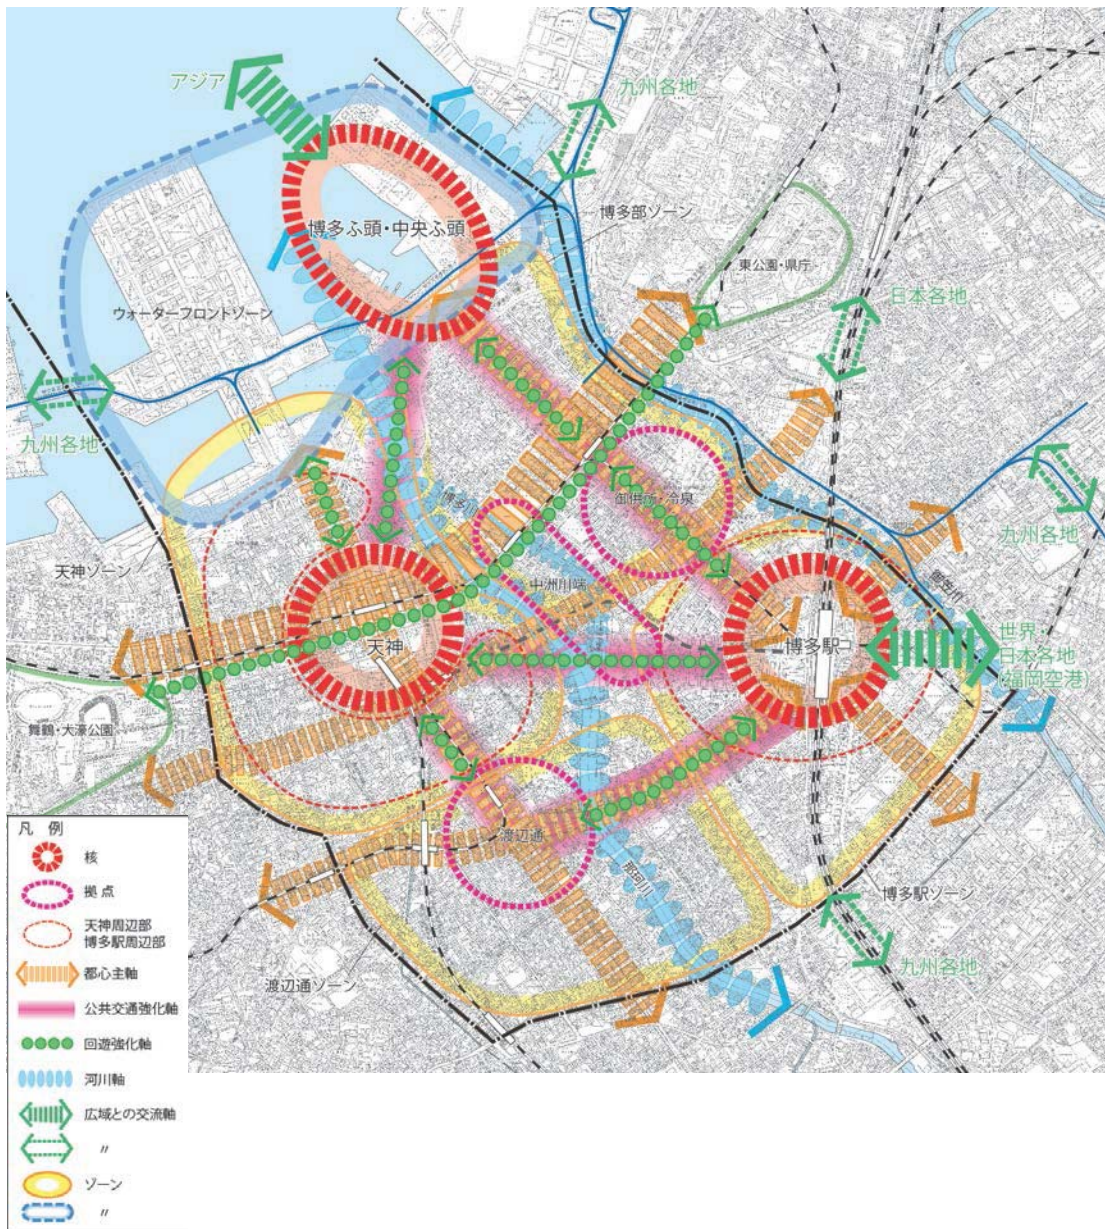 アジア
九州各地
博多部ゾーン
博多ふ頭・中央ふ頭
東公園・県庁
日本各地
ウォーターフロントゾーン
九州各地
九州各地
博多川
御供所・冷泉
天神ゾーン
中洲川端
御笠川
天神
博多駅
世界・
日本各地
(福岡空港)
舞鶴・大濠公園
渡辺通
那珂川
博多駅ゾーン
九州各地
渡辺通ゾーン
凡 例
核
拠 点
天神周辺部
博多駅周辺部
都心主軸
公共交通強化軸
回遊強化軸
河川軸
広域との交流軸
〃
ゾーン
〃